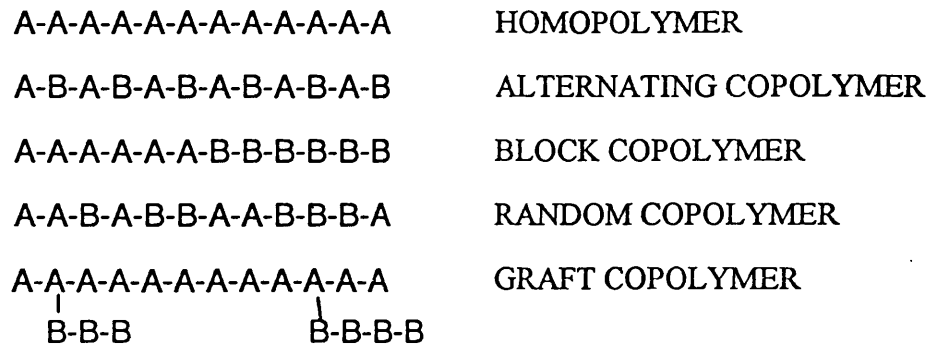 A-A-A-A-A-A-A-A-A-A-A-A HOMOPOLYMER
A-B-A-B-A-B-A-B-A-B-A-B ALTERNATING COPOLYMER
A-A-A-A-A-A-B-B-B-B-B-B BLOCK COPOLYMER
A-A-B-A-B-B-A-A-B-B-B-A RANDOM COPOLYMER
A-A-A-A-A-A-A-A-A-A-A-A GRAFT COPOLYMER
B-B-B B-B-B-B